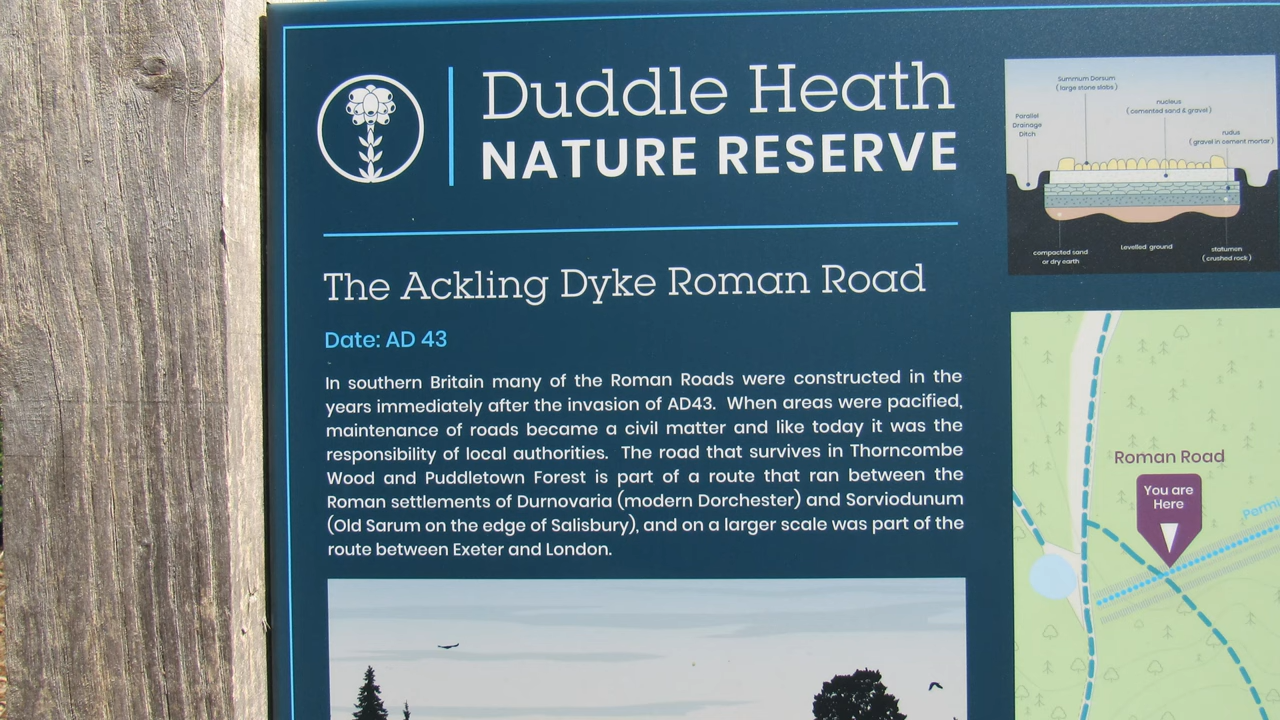 Duddle Heath
NATURE RESERVE
The Ackling Dyke Roman Road
Date: AD 43
In southern Britain many of the Roman Roads were constructed in the
years immediately after the invasion of AD43. When areas were pacified,
maintenance of roads became a civil matter and like today it was the
responsibility of local authorities. The road that survives in Thorncombe
Wood and Puddletown Forest is part of a route that ran between the
Roman settlements of Durnovaria (modern Dorchester) and Sorviodunum
(Old Sarum on the edge of Salisbury), and on a larger scale was part of the
route between Exeter and London.
Summum Dorsum
(large stone slabs)
nucleus
(cemented sand & gravel)
Parallel
Drainage
Ditch
rudus
(gravel in cement mortar)
compacted sand
or dry earth
Levelled ground
statumen
(crushed rock)
Roman Road
You are
Here